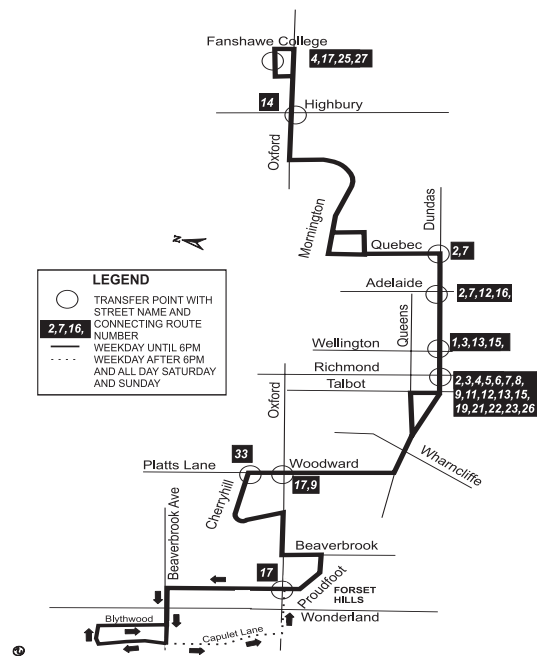 Fanshawe College
4,17,25,27
14
Highbury
Oxford
Mornington
Dundas
Quebec
2,7
N
Adelaide
2,7,12,16,
Queens
Wellington
1,3,13,15,
Richmond
Talbot
2,3,4,5,6,7,8,
9,11,12,13,15,
19,21,22,23,26
LEGEND
TRANSFER POINT WITH
STREET NAME AND
2,7,16,
CONNECTING ROUTE
NUMBER
WEEKDAY UNTIL 6PM
WEEKDAY AFTER 6PM
AND ALL DAY SATURDAY
AND SUNDAY
Oxford
33
Platts Lane
Woodward
17,9
Wharncliffe
Cherryhill
Beaverbrook Ave
Beaverbrook
17
Proudfoot
FORSET
HILLS
Wonderland
Blythwood
Capulet Lane